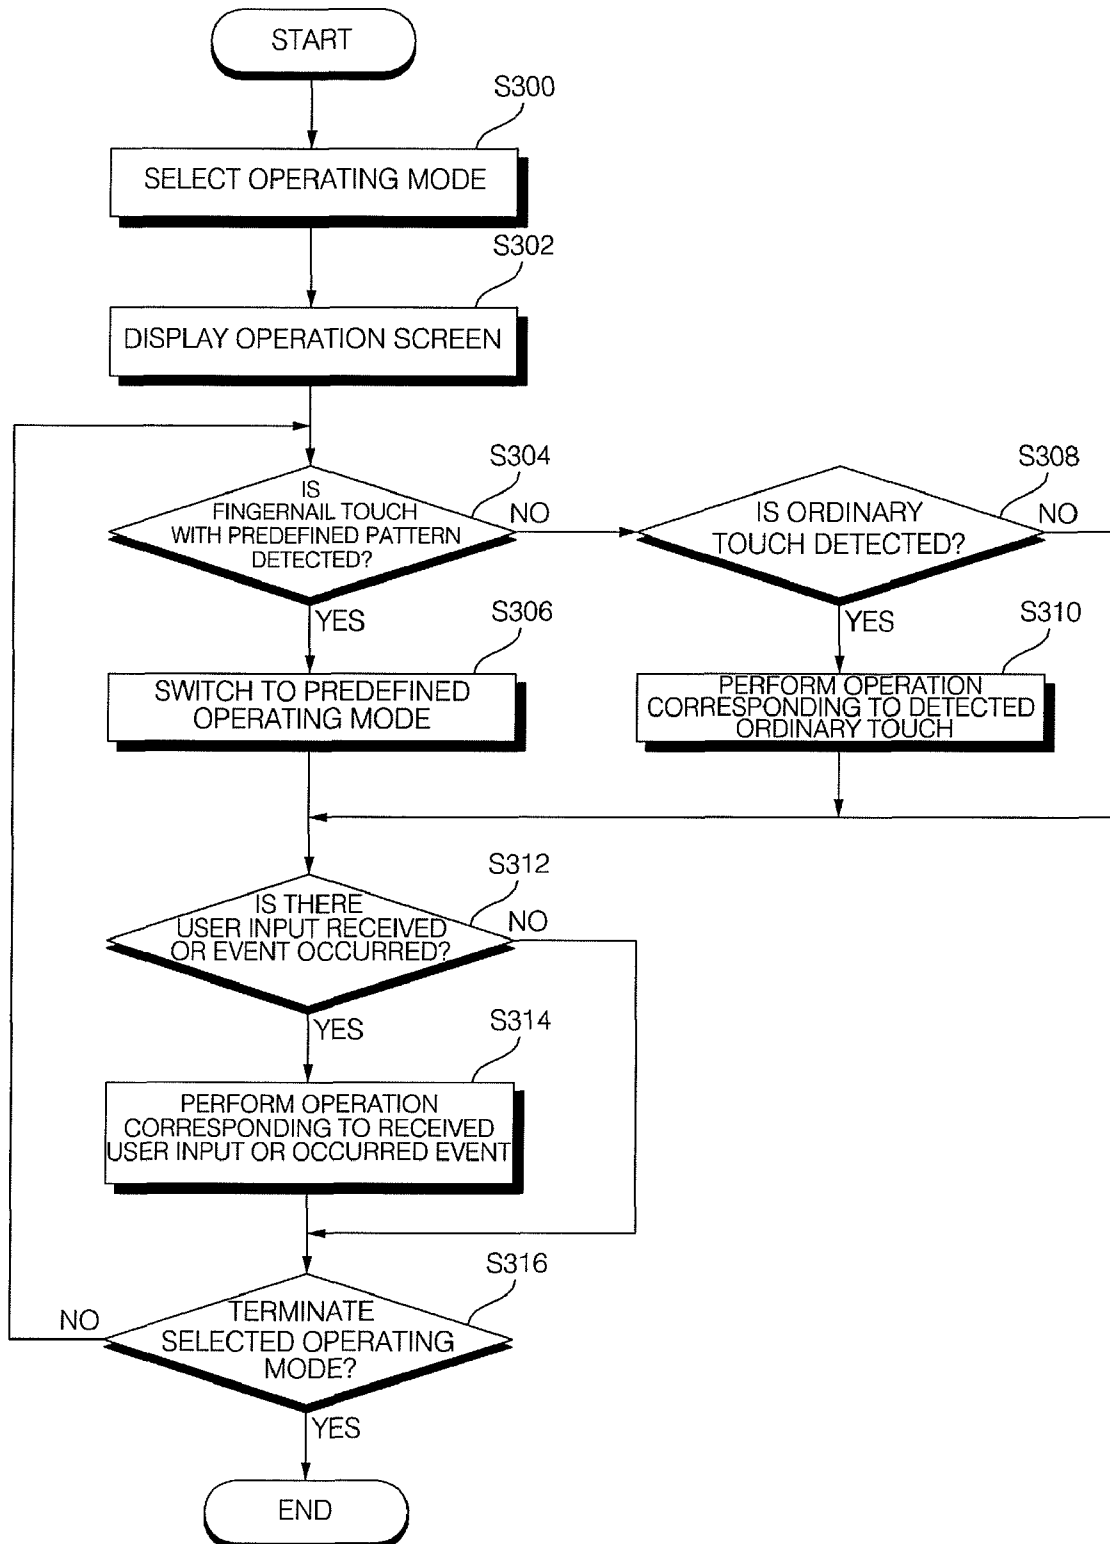 START
S300
SELECT OPERATING MODE
S302
DISPLAY OPERATION SCREEN
S304
IS
FINGERNAIL TOUCH
WITH PREDEFINED PATTERN
DETECTED?
NO
YES
S308
IS ORDINARY
TOUCH DETECTED?
NO
YES
S306
SWITCH TO PREDEFINED
OPERATING MODE
S310
PERFORM OPERATION
CORRESPONDING TO DETECTED
ORDINARY TOUCH
S312
IS THERE
USER INPUT RECEIVED
OR EVENT OCCURRED?
NO
YES
S314
PERFORM OPERATION
CORRESPONDING TO RECEIVED
USER INPUT OR OCCURRED EVENT
S316
TERMINATE
SELECTED OPERATING
MODE?
NO
YES
END